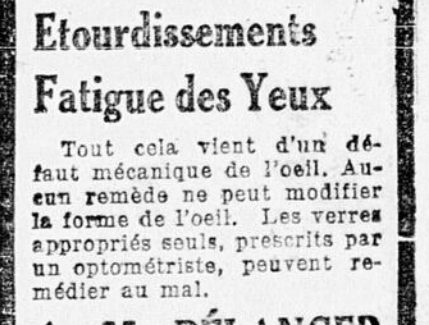 Etourdissements
Fatigue des Yeux
Tout cela vient d'un dé-
faut mécanique de l'oeil. Au-
cun remède ne peut modifier
la forme de l'oeil. Les verres
appropriés seuls, prescrits par
un optométriste, peuvent re-
médier au mal.
BÉLANGER